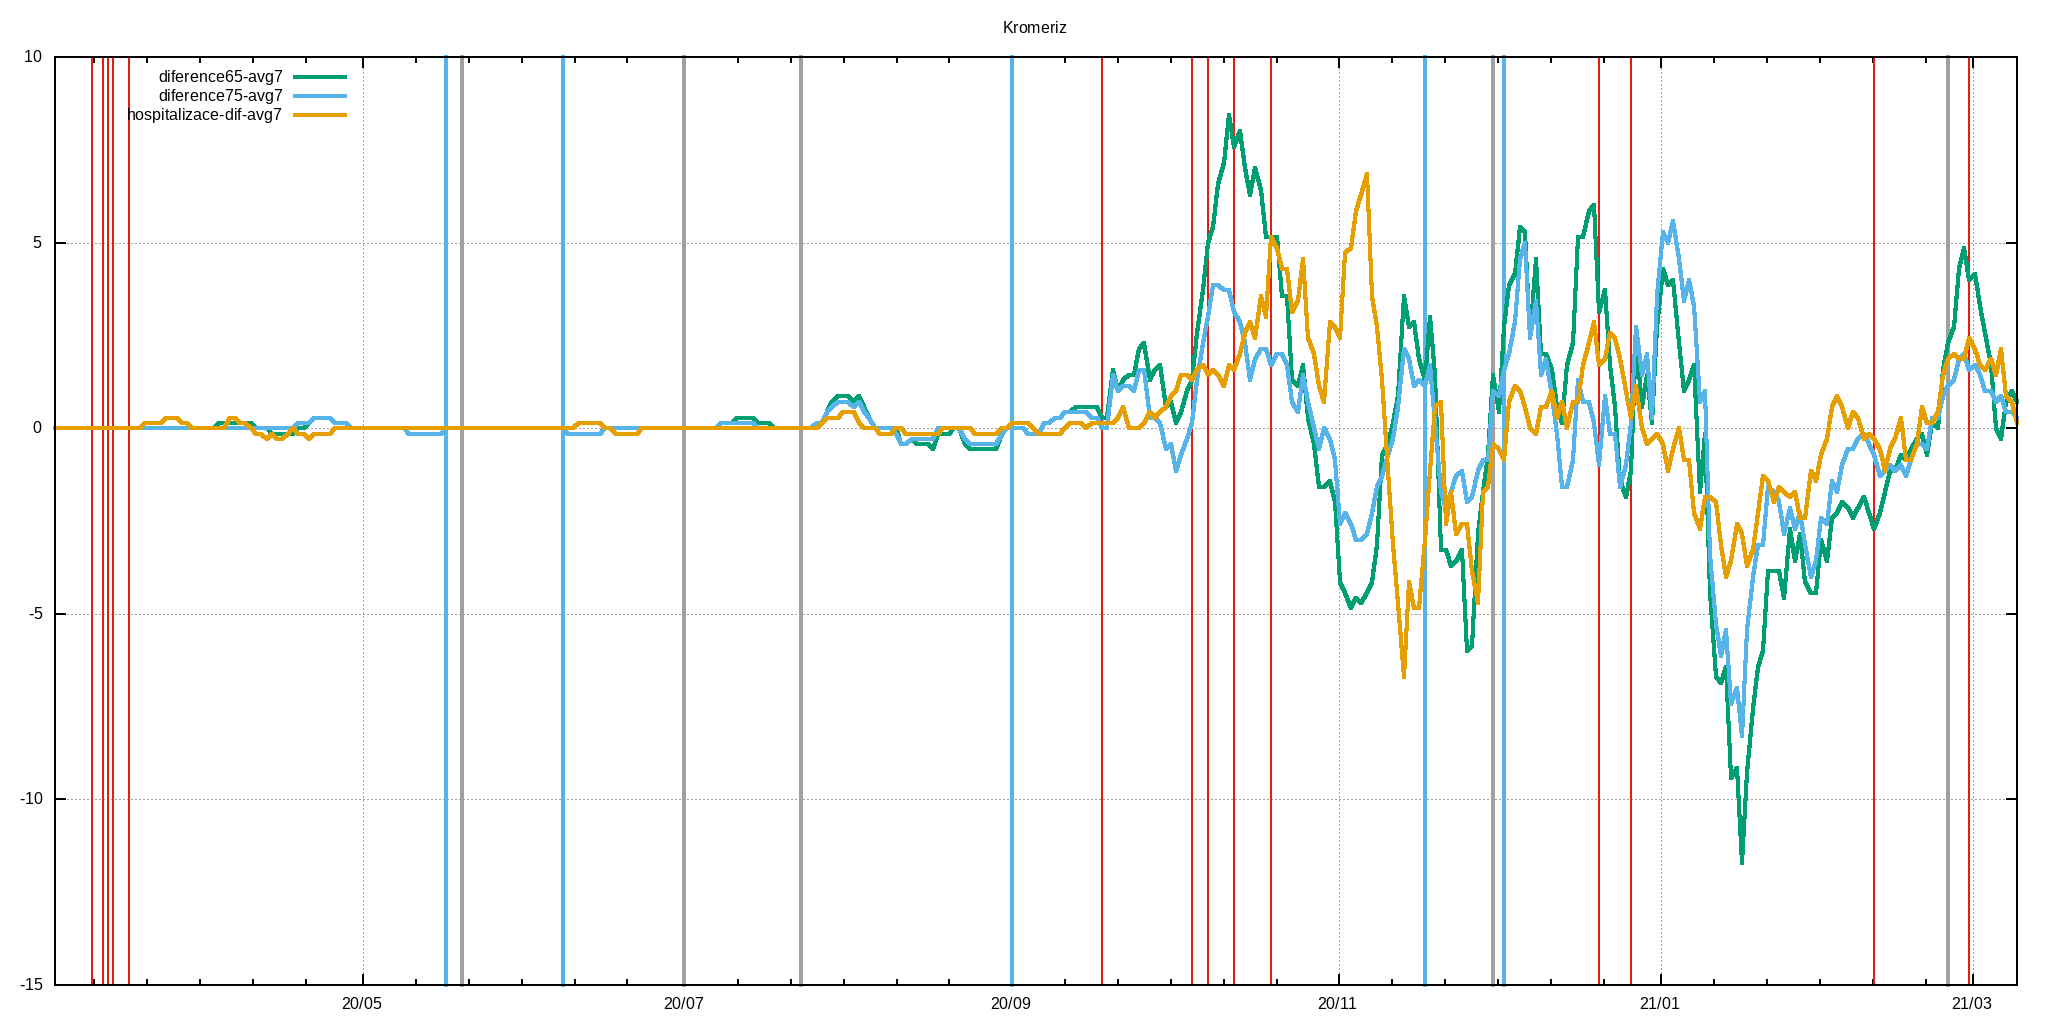 Kromeriz
10
diference65-avg7
diference75-avg7
hospitalizace-dif-avg7
5
0
-5
-10
-15
20/05 20/07 20/09 20/11 21/01 21/03